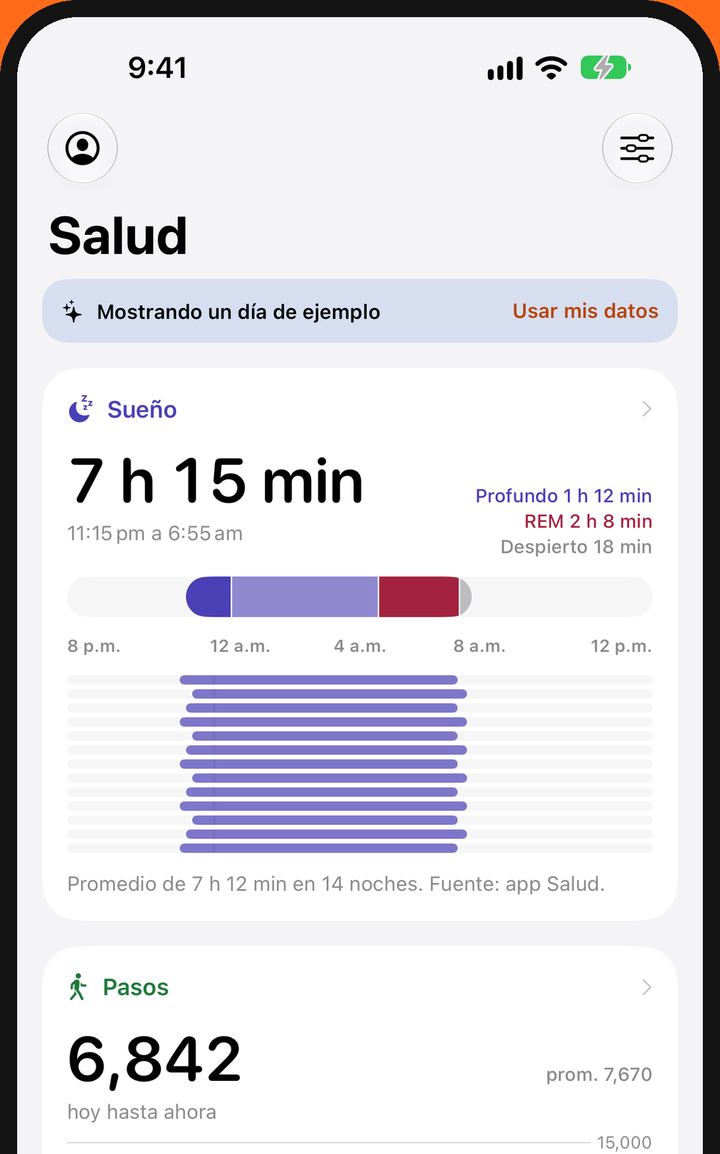 9:41
Salud
Mostrando un día de ejemplo
Usar mis datos
Sueño
7 h 15 min
Profundo 1 h 12 min
REM 2 h 8 min
Despierto 18 min
11:15 pm a 6:55 am
8 p.m. 12 a.m. 4 a.m. 8 a.m. 12 p.m.
Promedio de 7 h 12 min en 14 noches. Fuente: app Salud.
Pasos
6,842
prom. 7,670
hoy hasta ahora
15,000